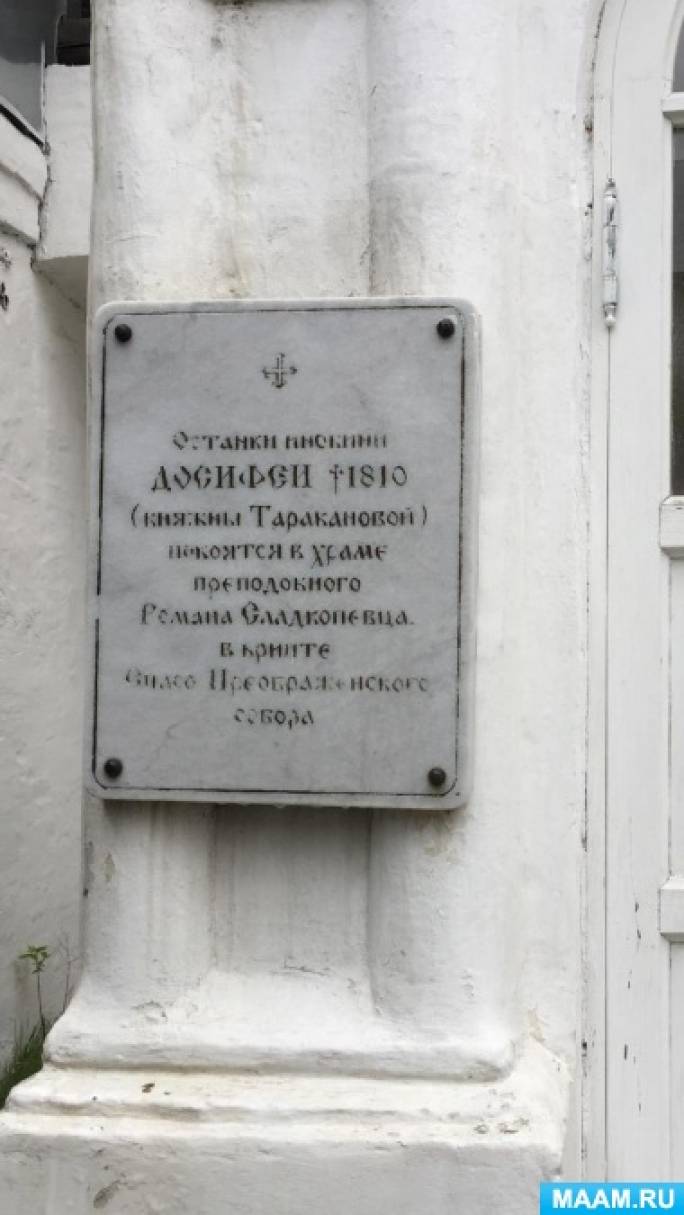 Останки инокини
ДОСИФЕИ †1810
(княжны Таракановой)
покоятся в храме
преподобного
Романа Сладкопевца
в крипте
Спасо Преображенского
собора
MAAM.RU